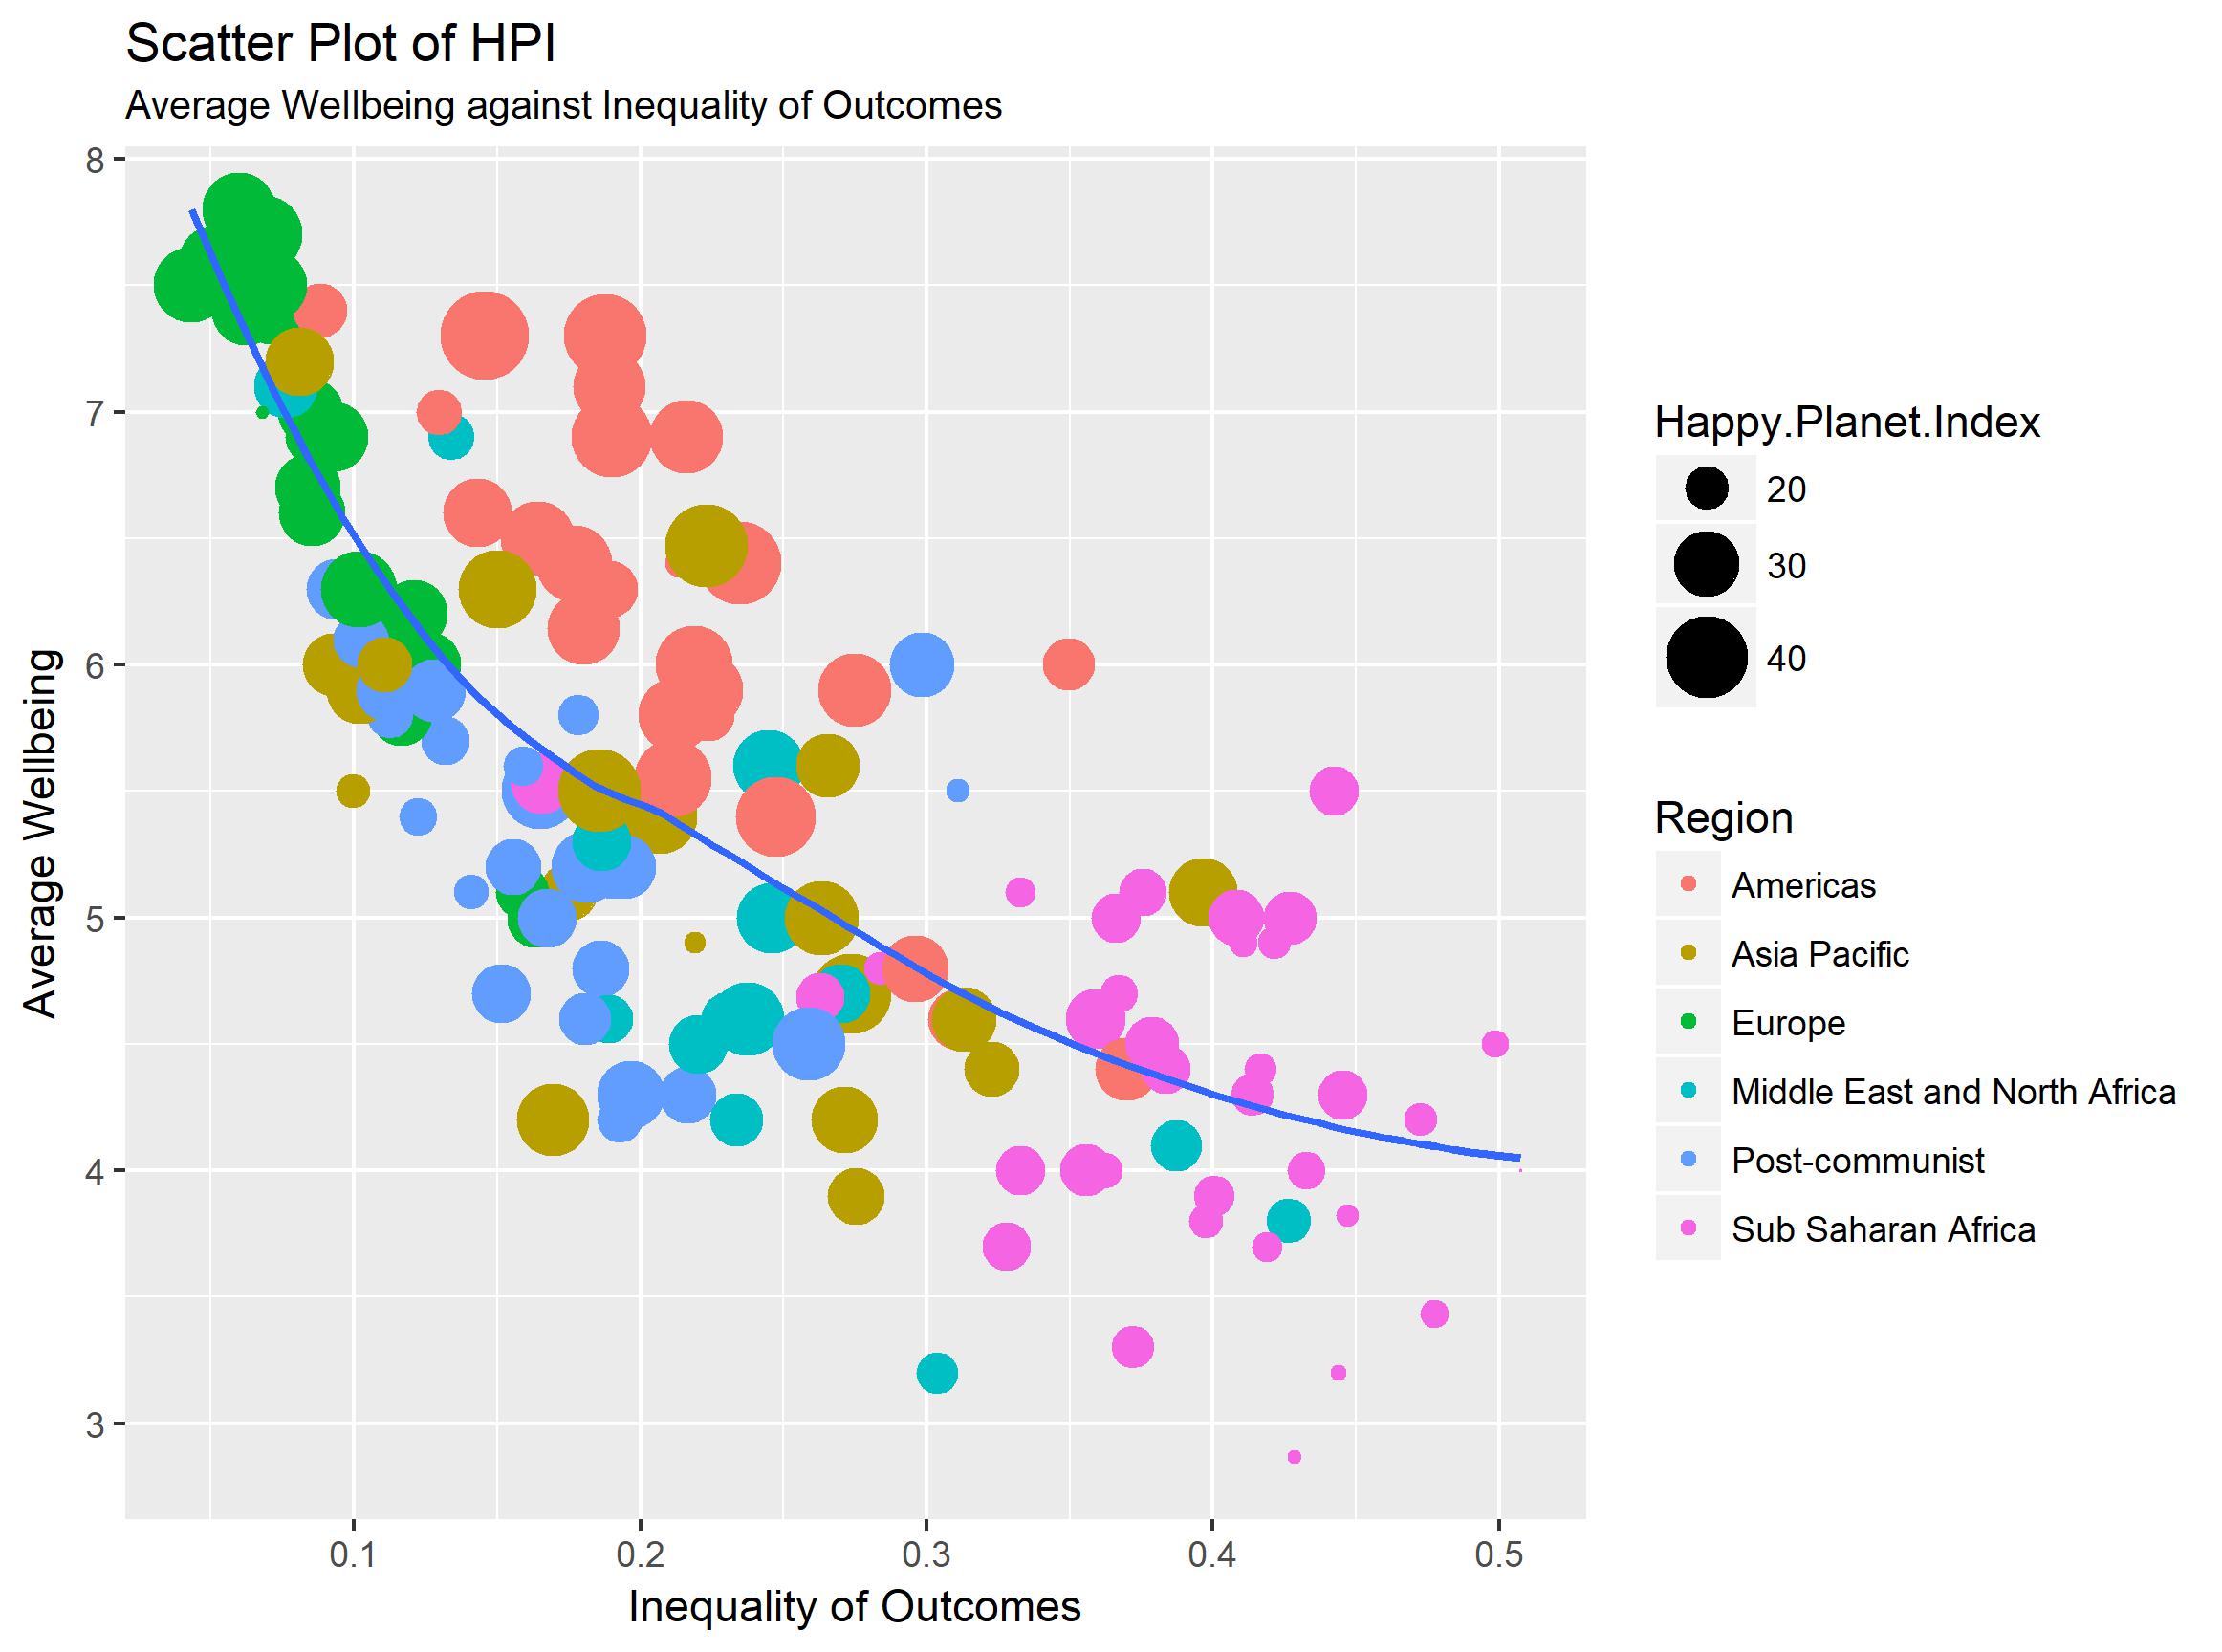 Scatter Plot of HPI
Average Wellbeing against Inequality of Outcomes
8
7
6
5
4
3
Average Wellbeing
0.1 0.2 0.3 0.4 0.5
Inequality of Outcomes
Happy.Planet.Index
20
30
40
Region
Americas
Asia Pacific
Europe
Middle East and North Africa
Post-communist
Sub Saharan Africa